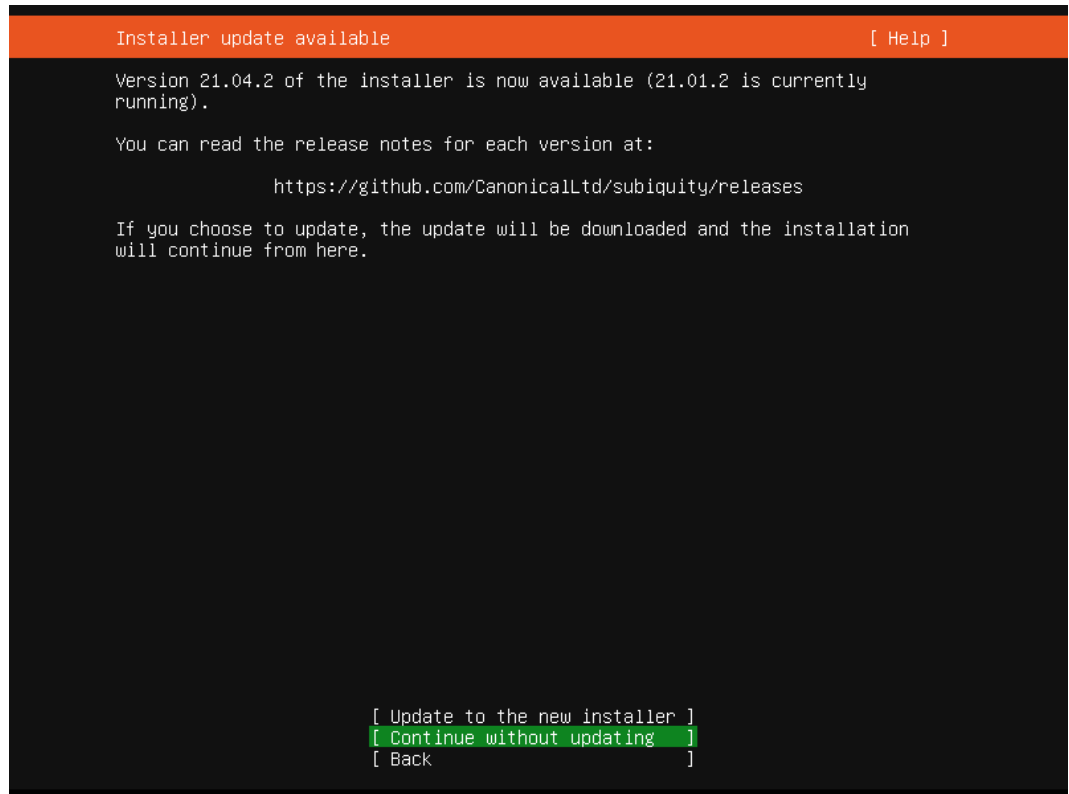 Installer update available [ Help ]
Version 21.04.2 of the installer is now available (21.01.2 is currently
running).
You can read the release notes for each version at:
https://github.com/CanonicalLtd/subiquity/releases
If you choose to update, the update will be downloaded and the installation
will continue from here.
[ Update to the new installer ]
[ Continue without updating ]
[ Back ]